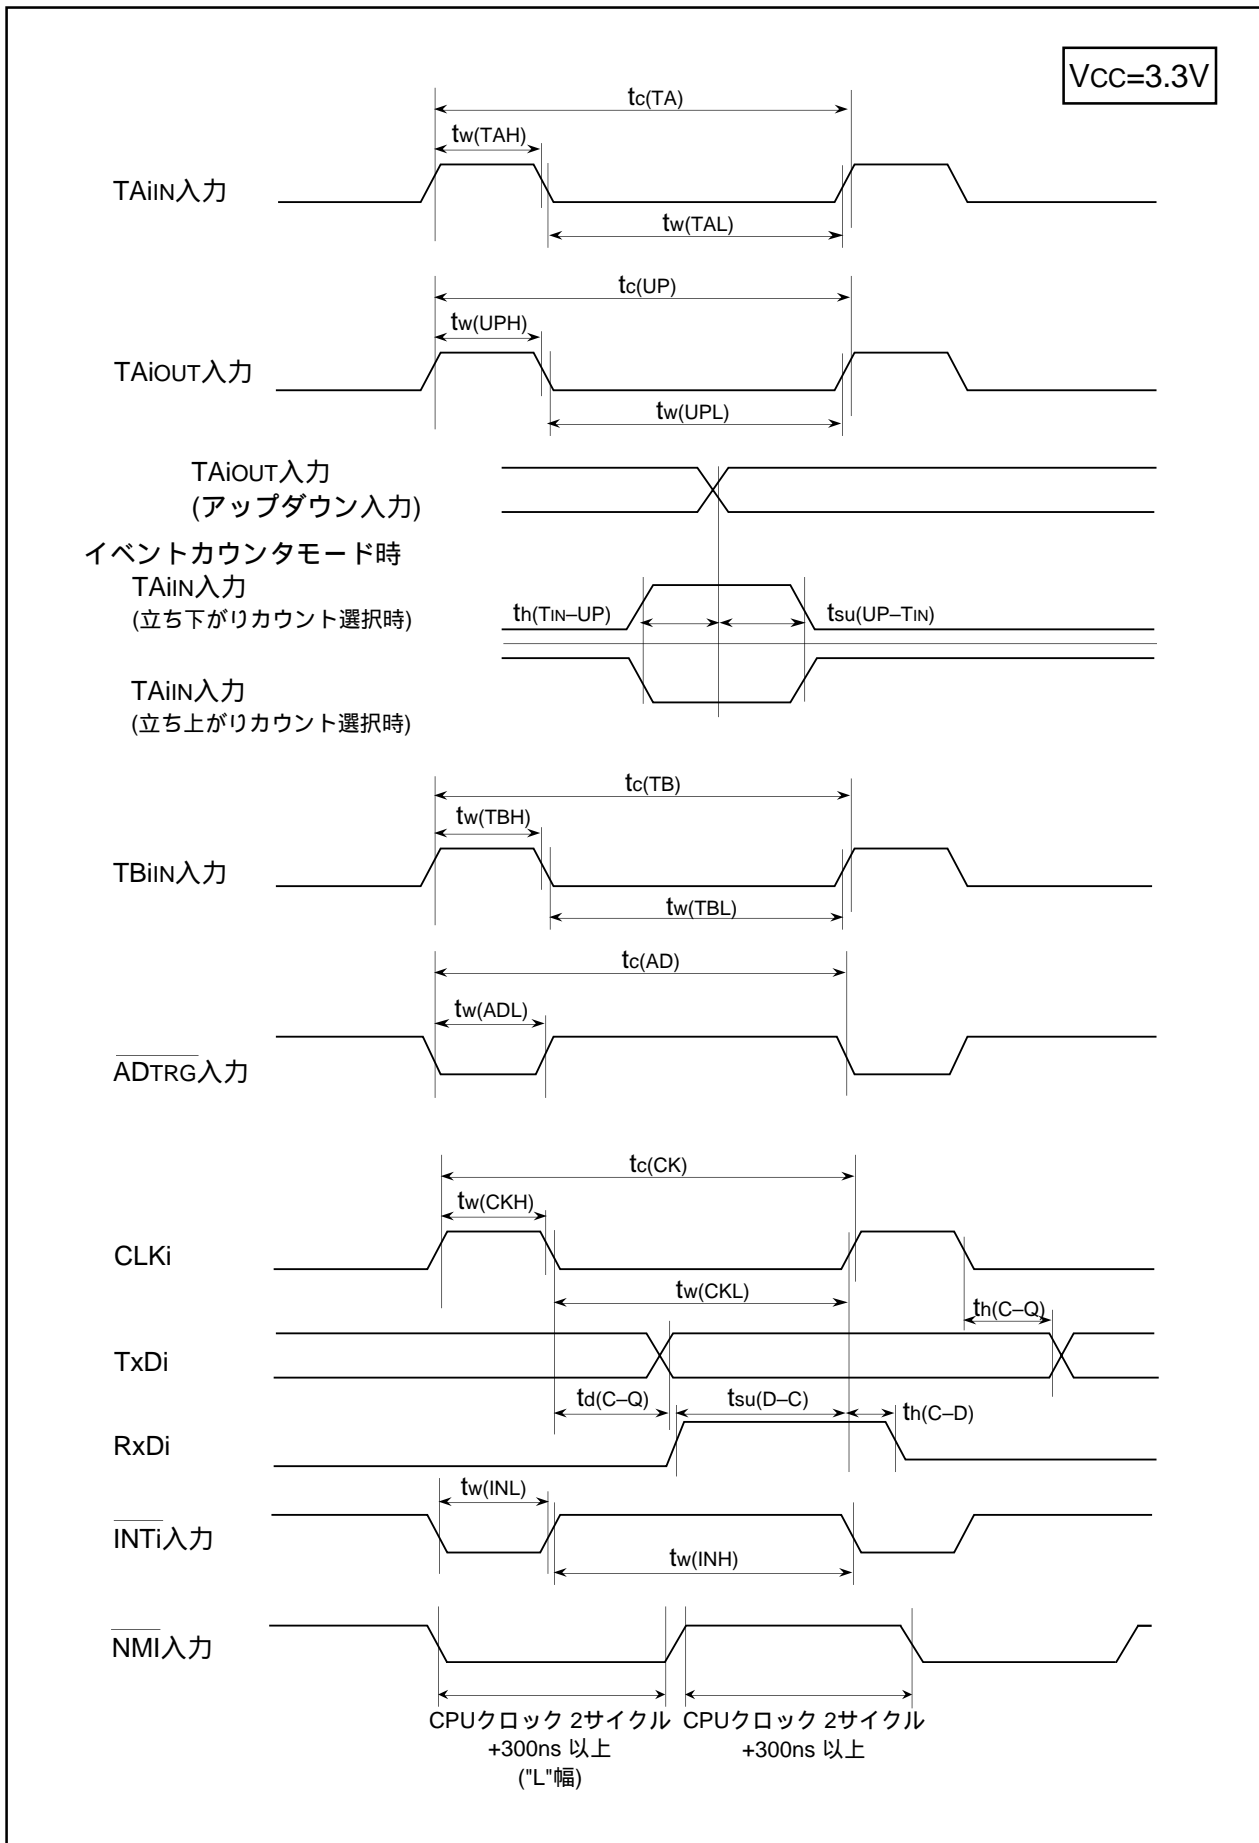 VCC=3.3V
tc(TA)
tw(TAH)
TAiIN入力
tw(TAL)
tc(UP)
tw(UPH)
TAiOUT入力
tw(UPL)
TAiOUT入力
(アップダウン入力)
イベントカウンタモード時
TAiIN入力
(立ち下がりカウント選択時)
th(TIN–UP)
tsu(UP–TIN)
TAiIN入力
(立ち上がりカウント選択時)
tc(TB)
tw(TBH)
TBiIN入力
tw(TBL)
tc(AD)
tw(ADL)
ADTRG入力
tc(CK)
tw(CKH)
CLKi
tw(CKL)
th(C–Q)
TxDi
td(C–Q)
tsu(D–C)
th(C–D)
RxDi
tw(INL)
INTi入力
tw(INH)
NMI入力
CPUクロック 2サイクル
+300ns 以上
("L"幅)
CPUクロック 2サイクル
+300ns 以上